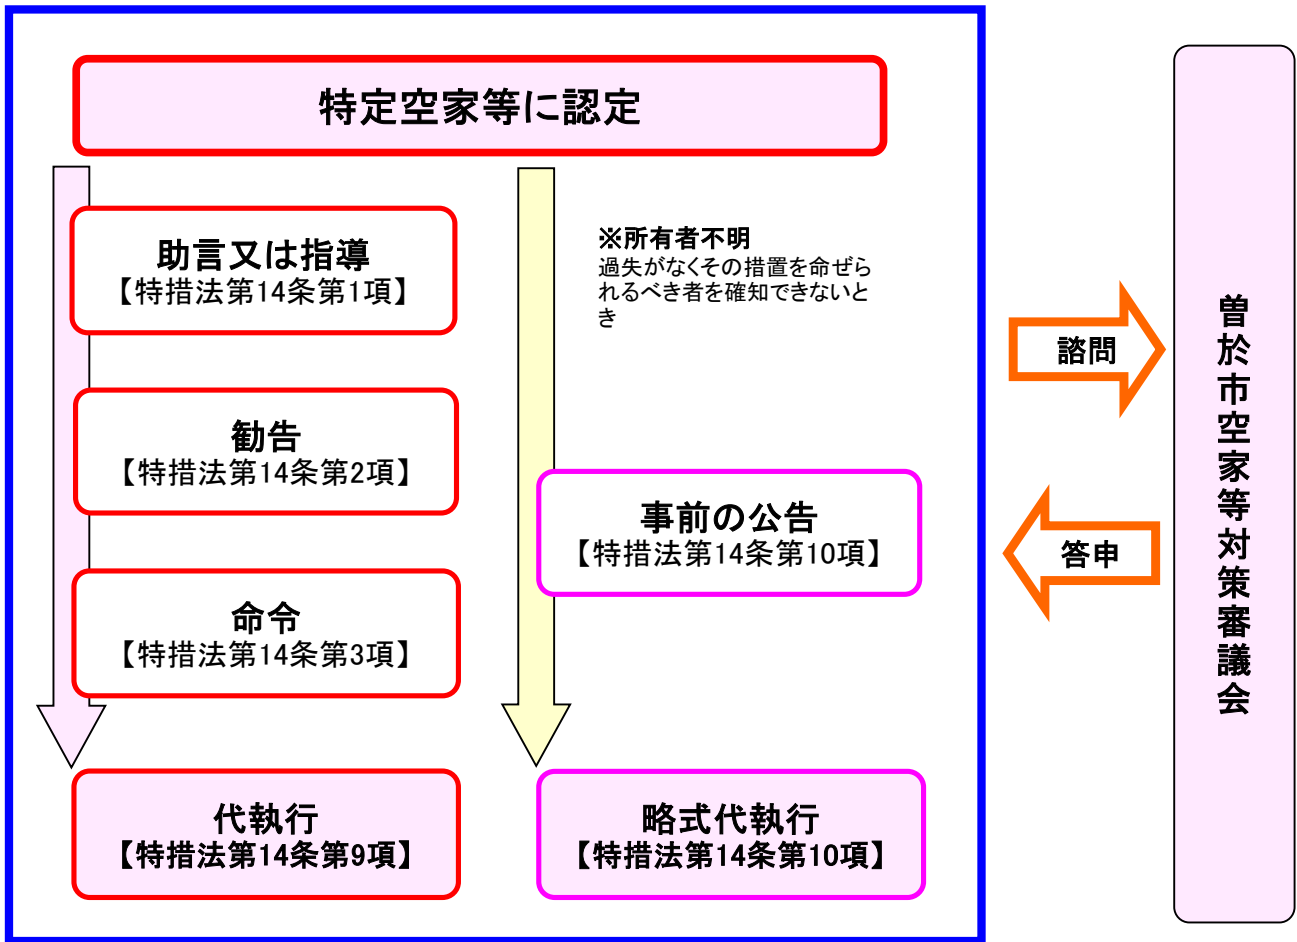 特定空家等に認定
助言又は指導
【特措法第14条第1項】
勧告
【特措法第14条第2項】
命令
【特措法第14条第3項】
代執行
【特措法第14条第9項】
※所有者不明
過失がなくその措置を命ぜら
れるべき者を確知できないと
き
事前の公告
【特措法第14条第10項】
略式代執行
【特措法第14条第10項】
諮問
答申
曽於市空家等対策審議会